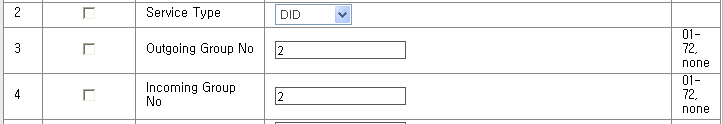 2 Service Type DID
3 Outgoing Group No 2 01-
72,
none
4 Incoming Group
No 2 01-
72,
none